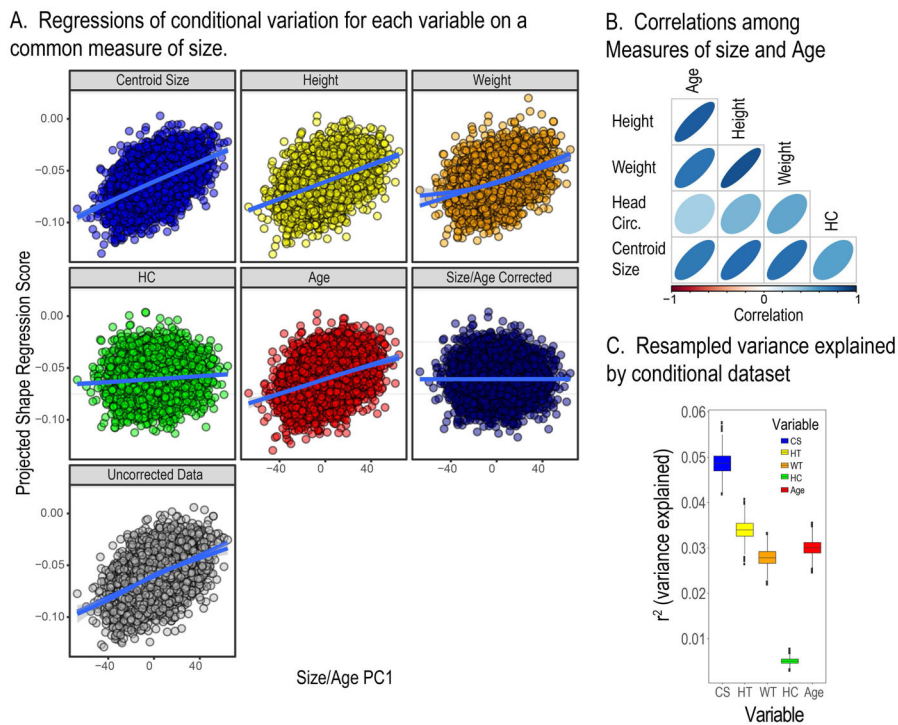 A. Regressions of conditional variation for each variable on a
common measure of size.
Centroid Size
Height
Weight
0.00
−0.05
−0.10
HC
Age
Size/Age Corrected
0.00
−0.05
−0.10
−40
0
40
−40
0
40
Uncorrected Data
0.00
−0.05
−0.10
−40
0
40
Projected Shape Regression Score
Size/Age PC1
B. Correlations among
Measures of size and Age
Age
Height
Height
Weight
Weight
Head
Circ.
HC
Centroid
Size
−1
0
1
Correlation
C. Resampled variance explained
by conditional dataset
0.06
0.05
0.04
0.03
0.02
0.01
r² (variance explained)
Variable
CS
HT
WT
HC
Age
CS HT WT HC Age
Variable